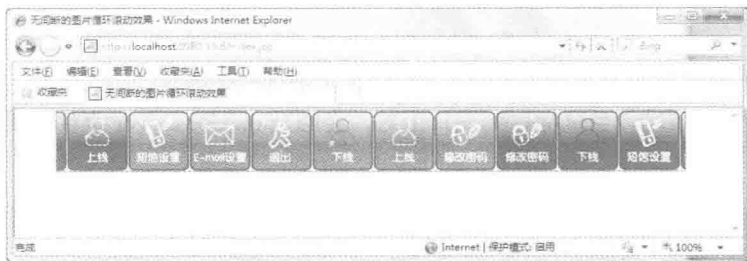 无间断的图片循环滚动效果 - Windows Internet Explorer
localhost
文件(F) 编辑(E) 查看(V) 收藏夹(A) 工具(T) 帮助(H)
收藏夹 无间断的图片循环滚动效果
上线 短信设置 E-mail设置 退出 下线 上线 修改密码 修改密码 下线 短信设置
完成 Internet | 保护模式: 启用 100%